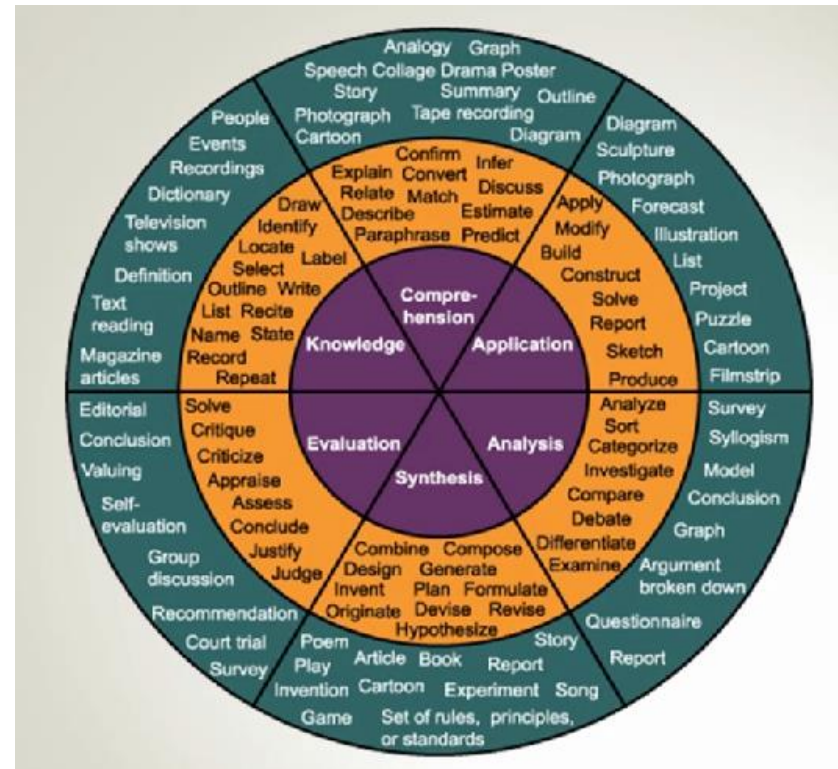 Analogy Graph
Speech Collage Drama Poster
Story Summary Outline
Photograph Tape recording
Cartoon Diagram
Confirm Infer
Explain Convert
Relate Match Discuss
Describe Estimate
Paraphrase Predict
Compre-
hension
Diagram
Sculpture
Photograph
Forecast
Illustration
List
Project
Puzzle
Cartoon
Filmstrip
Apply
Modify
Build
Construct
Solve
Report
Sketch
Produce
Application
Survey
Syllogism
Model
Conclusion
Graph
Argument
broken down
Questionnaire
Report
Analyze
Sort
Categorize
Investigate
Compare
Debate
Differentiate
Examine
Analysis
Synthesis
Combine Compose
Design Generate
Invent Plan Formulate
Originate Devise Revise
Hypothesize
Poem Story
Play Article Book Report
Invention Cartoon Experiment Song
Game Set of rules, principles,
or standards
Evaluation
Solve
Critique
Criticize
Appraise
Assess
Conclude
Justify
Judge
Editorial
Conclusion
Valuing
Self-
evaluation
Group
discussion
Recommendation
Court trial
Survey
Knowledge
Draw
Identify
Locate Label
Select
Outline Write
List Recite
Name State
Record
Repeat
People
Events
Recordings
Dictionary
Television
shows
Definition
Text
reading
Magazine
articles